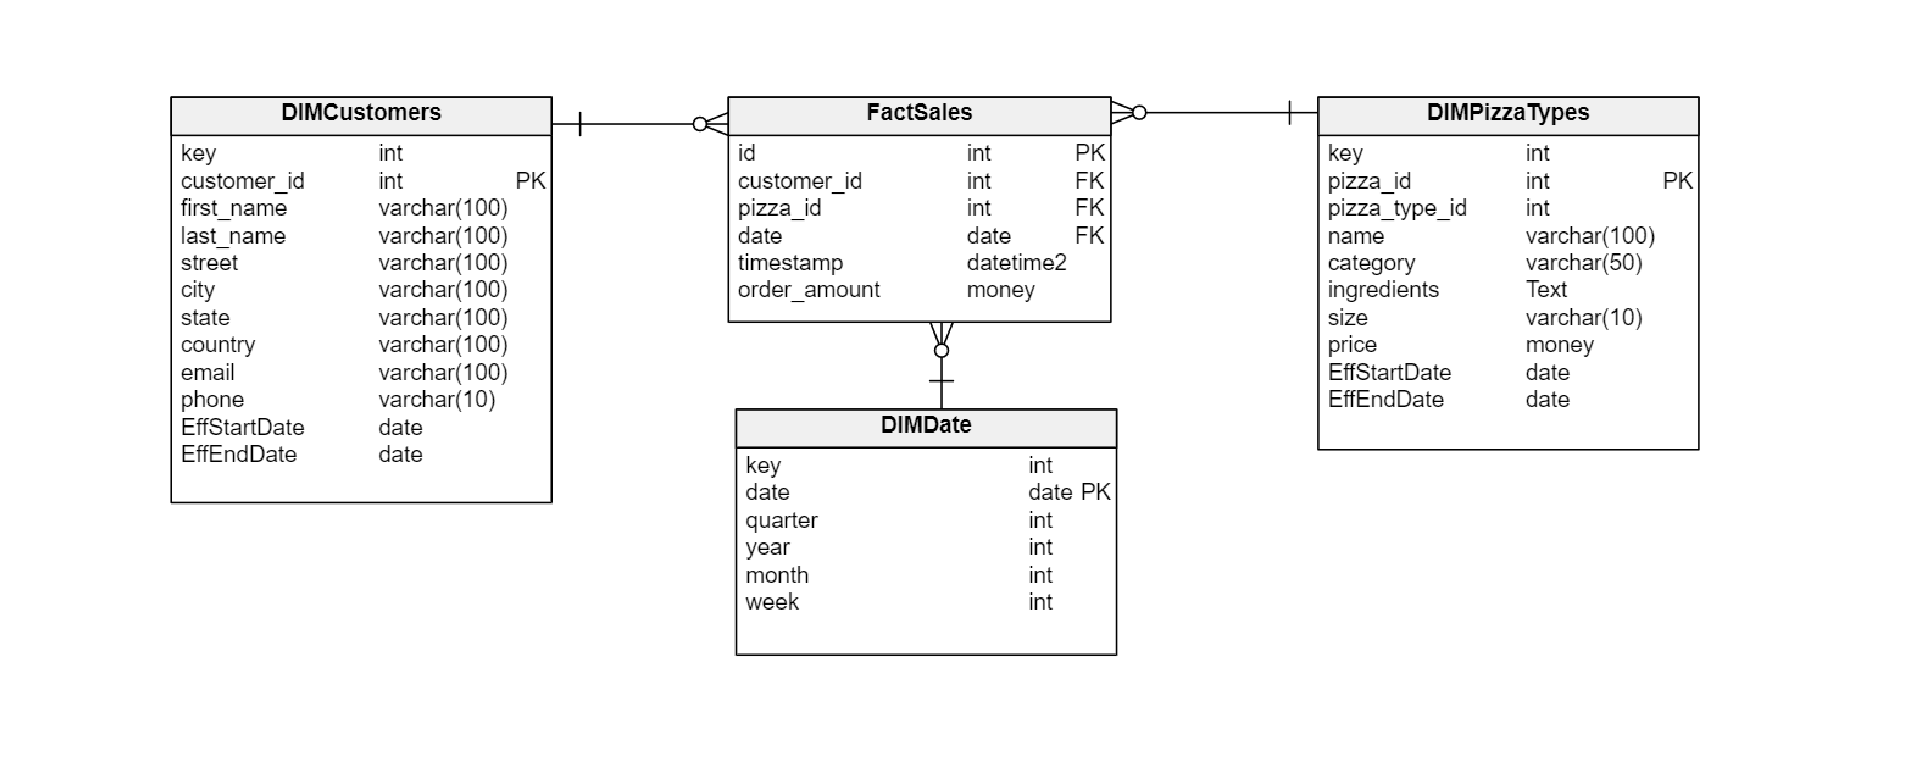 DIMCustomers
key int
customer_id int PK
first_name varchar(100)
last_name varchar(100)
street varchar(100)
city varchar(100)
state varchar(100)
country varchar(100)
email varchar(100)
phone varchar(10)
EffStartDate date
EffEndDate date
FactSales
id int PK
customer_id int FK
pizza_id int FK
date date FK
timestamp datetime2
order_amount money
DIMPizzaTypes
key int
pizza_id int PK
pizza_type_id int
name varchar(100)
category varchar(50)
ingredients Text
size varchar(10)
price money
EffStartDate date
EffEndDate date
DIMDate
key int
date date PK
quarter int
year int
month int
week int